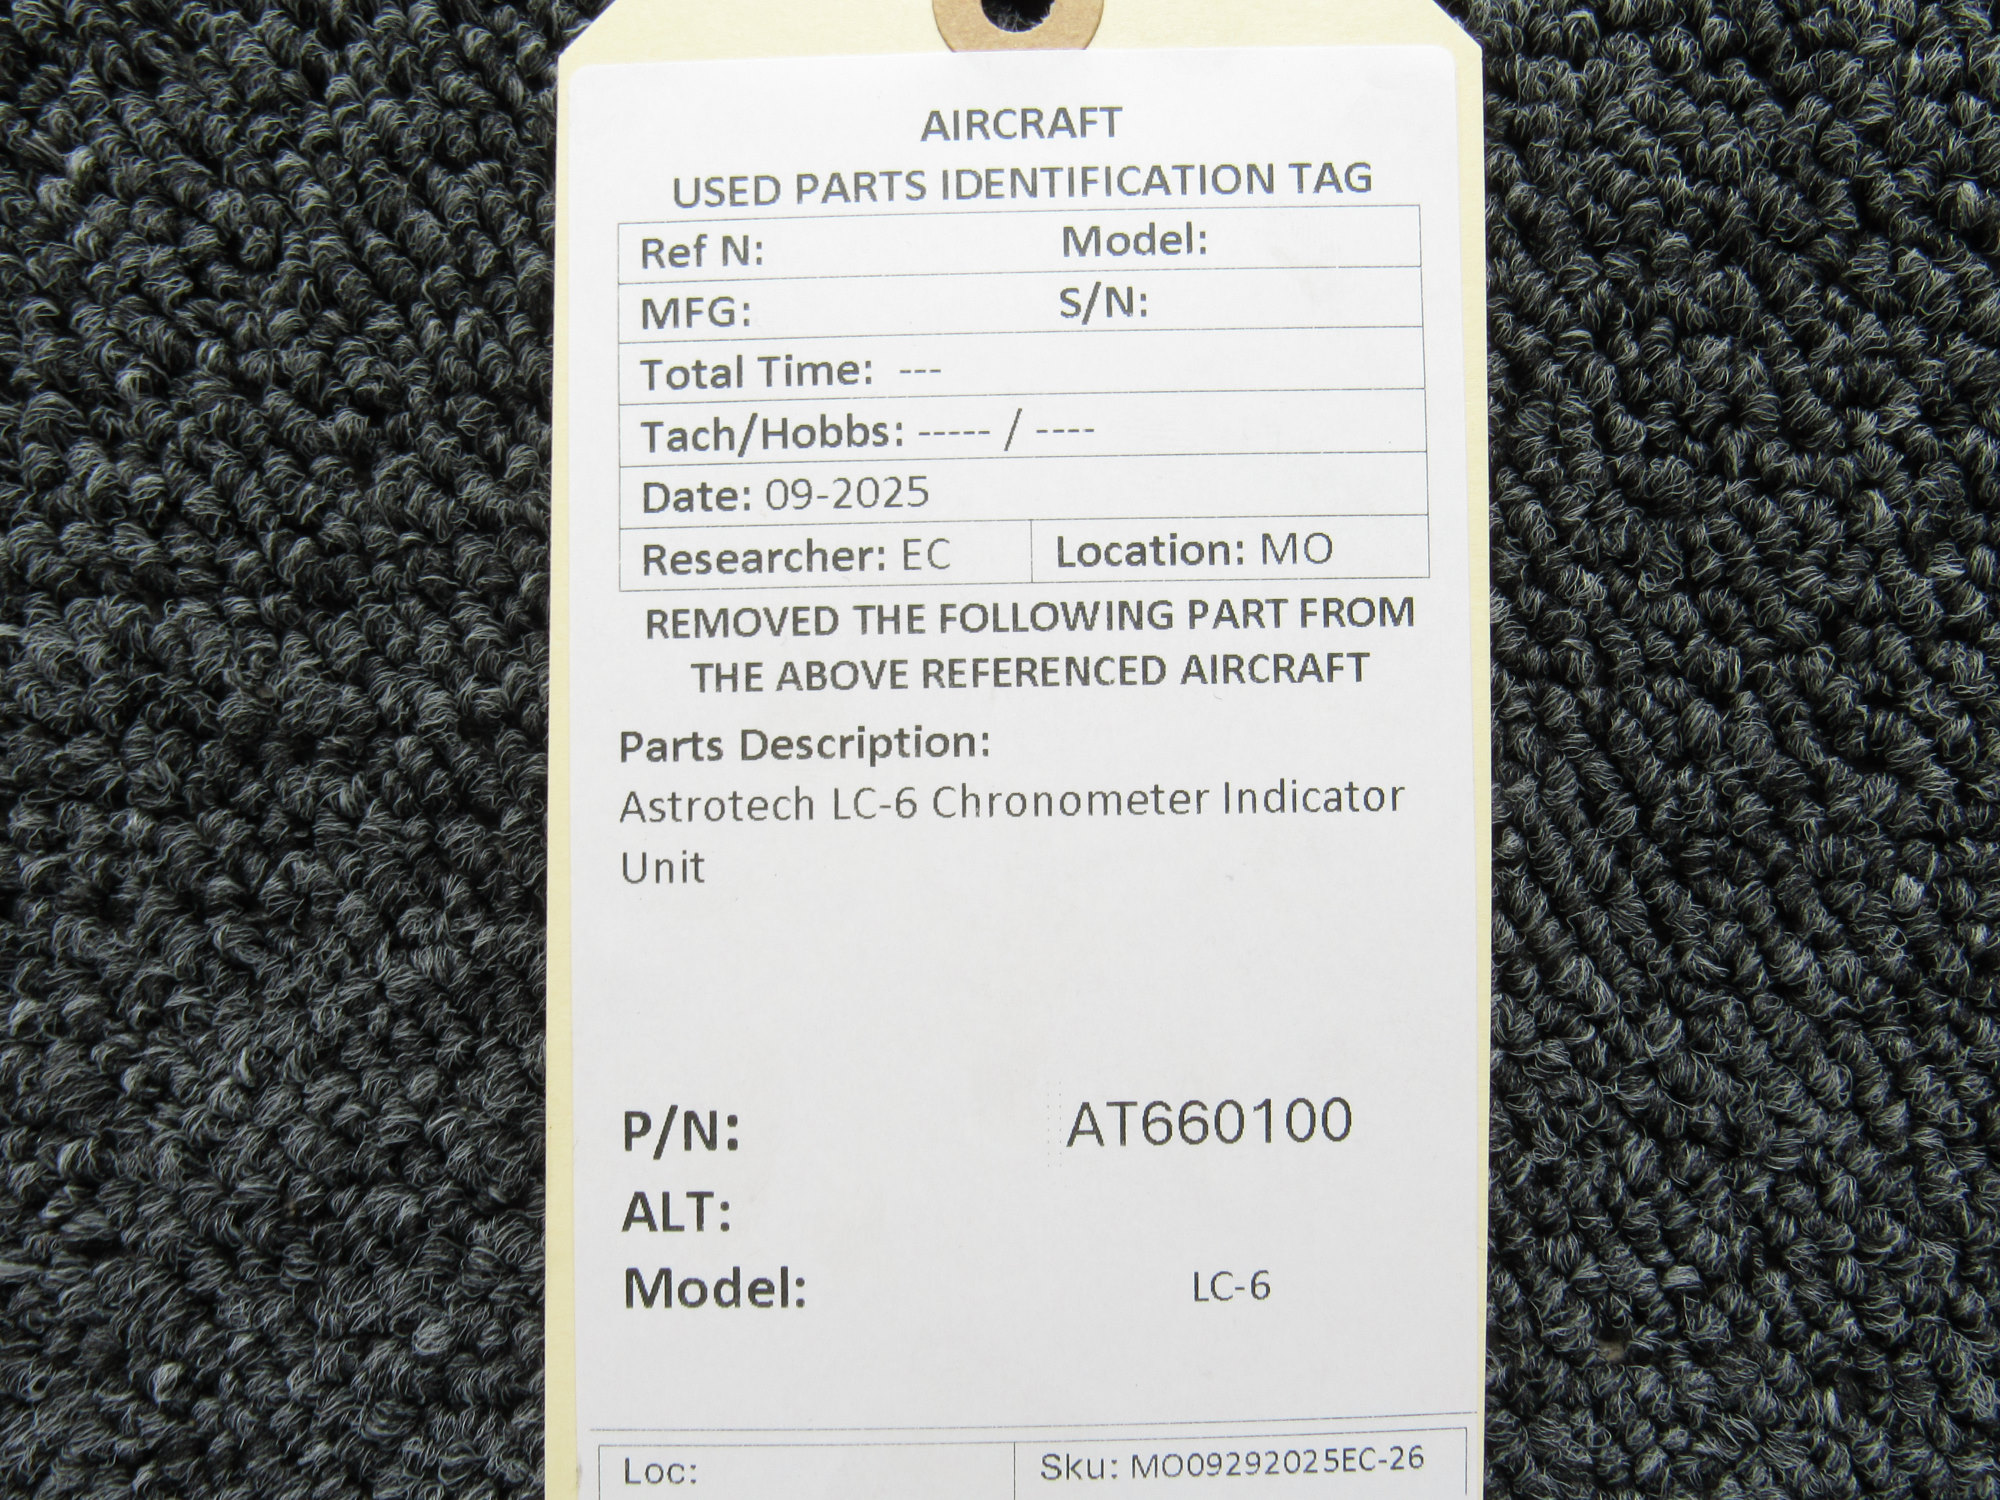 AIRCRAFT
USED PARTS IDENTIFICATION TAG
Ref N: Model:
MFG: S/N:
Total Time: ---
Tach/Hobbs: ----- / ----
Date: 09-2025
Researcher: EC Location: MO
REMOVED THE FOLLOWING PART FROM
THE ABOVE REFERENCED AIRCRAFT
Parts Description:
Astrotech LC-6 Chronometer Indicator
Unit
P/N: AT660100
ALT:
Model: LC-6
Loc: Sku: MO09292025EC-26